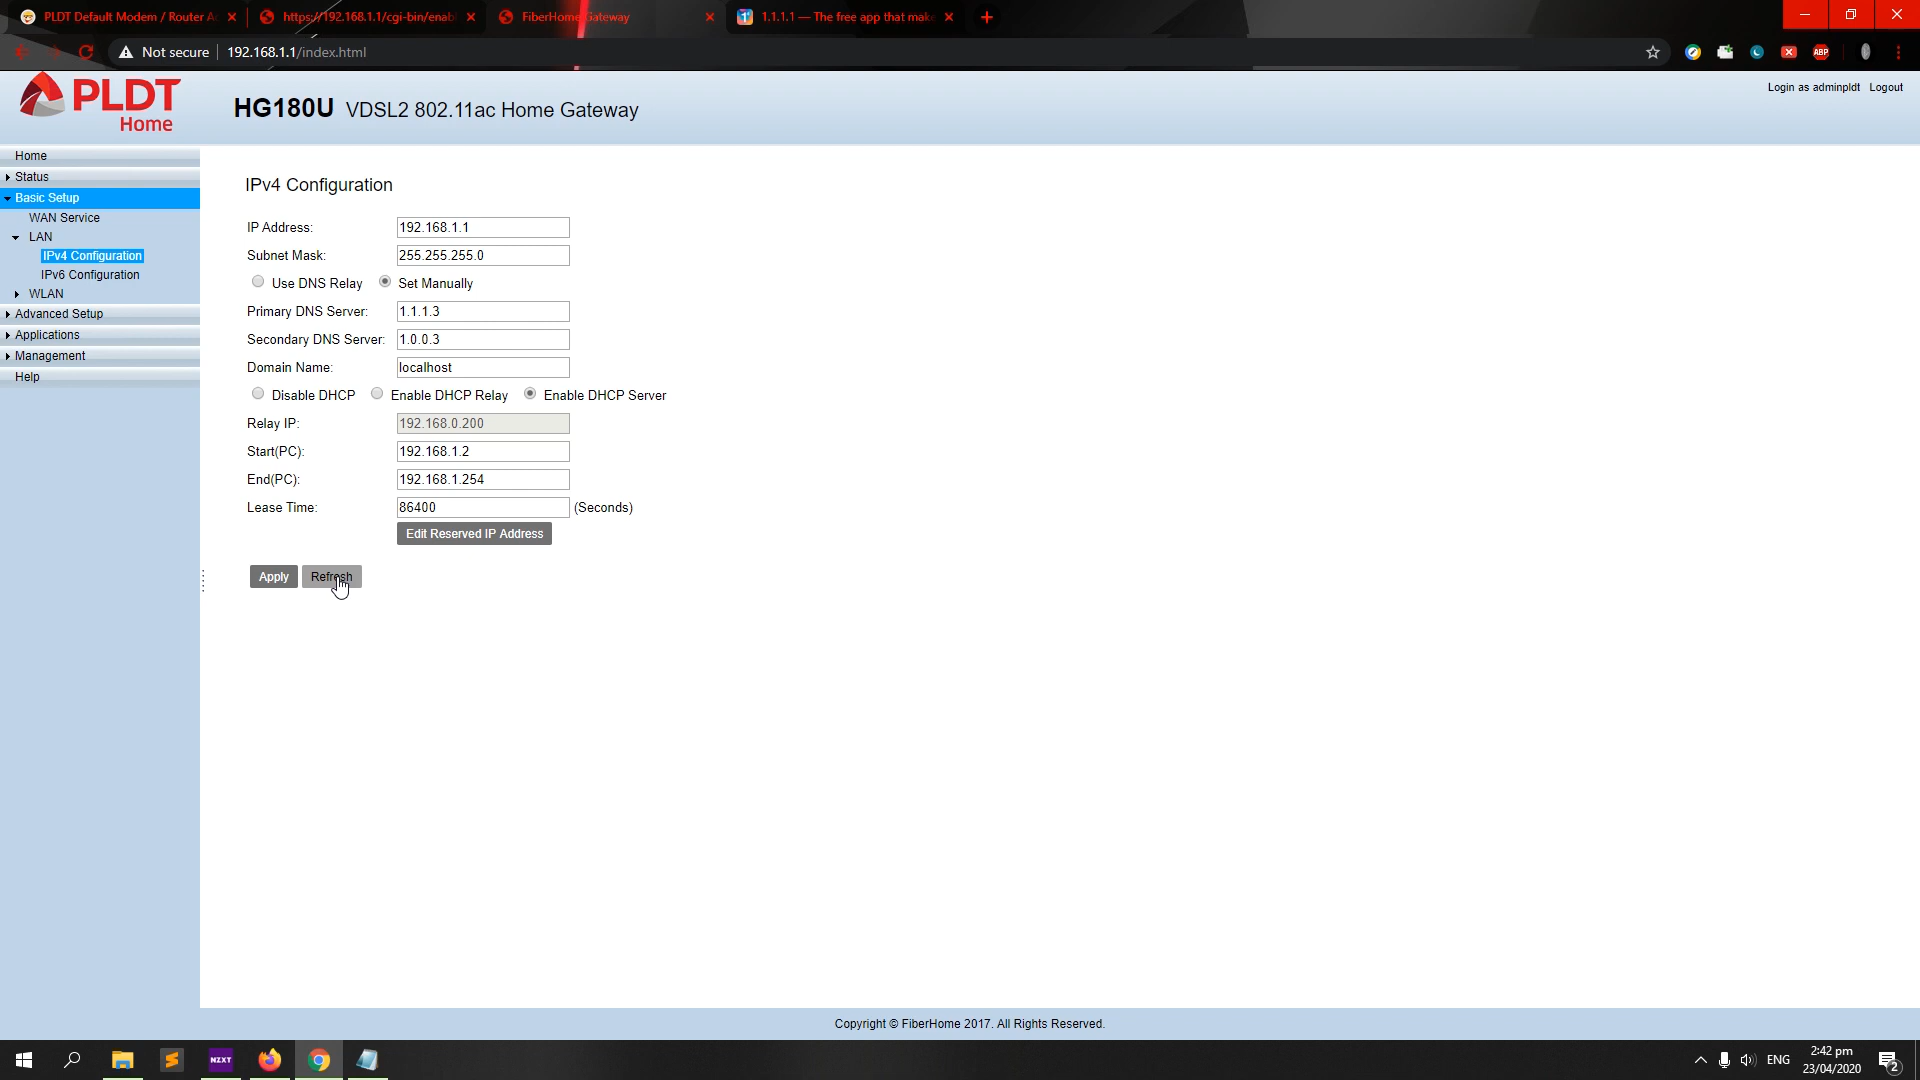 PLDT Default Modem / Router Ac
https://192.168.1.1/cgi-bin/enabl
FiberHome Gateway
1.1.1.1 — The free app that make
Not secure
192.168.1.1/index.html
ABP
PLDT
Home
HG180U VDSL2 802.11ac Home Gateway
Login as adminpldt Logout
Home
Status
Basic Setup
WAN Service
LAN
IPv4 Configuration
IPv6 Configuration
WLAN
Advanced Setup
Applications
Management
Help
IPv4 Configuration
IP Address: 192.168.1.1
Subnet Mask: 255.255.255.0
Use DNS Relay Set Manually
Primary DNS Server: 1.1.1.3
Secondary DNS Server: 1.0.0.3
Domain Name: localhost
Disable DHCP Enable DHCP Relay Enable DHCP Server
Relay IP: 192.168.0.200
Start(PC): 192.168.1.2
End(PC): 192.168.1.254
Lease Time: 86400 (Seconds)
Edit Reserved IP Address
Apply Refresh
Copyright © FiberHome 2017. All Rights Reserved.
NZXT
ENG
2:42 pm
23/04/2020
2